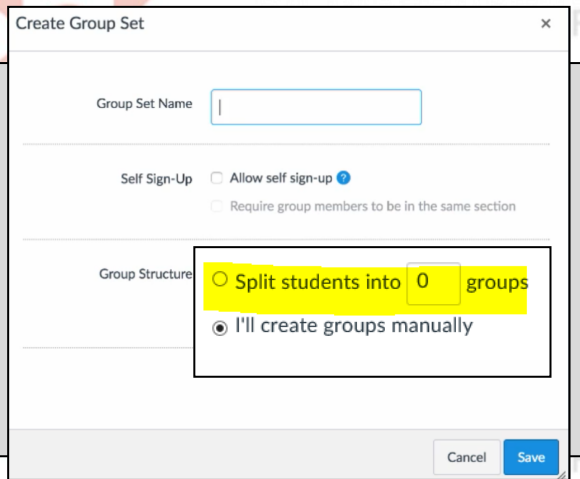 Create Group Set ×
Group Set Name
Self Sign-Up Allow self sign-up ?
Require group members to be in the same section
Group Structure Split students into 0 groups
I'll create groups manually
Cancel Save